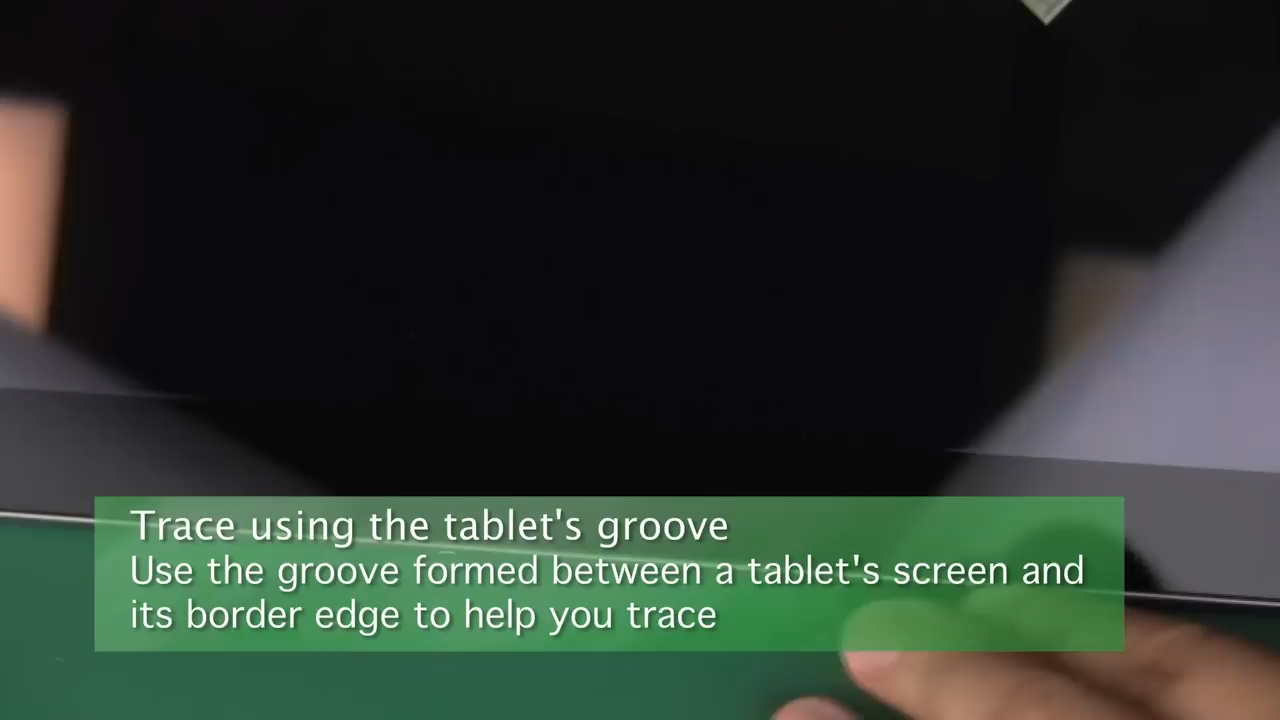 Trace using the tablet's groove
Use the groove formed between a tablet's screen and
its border edge to help you trace